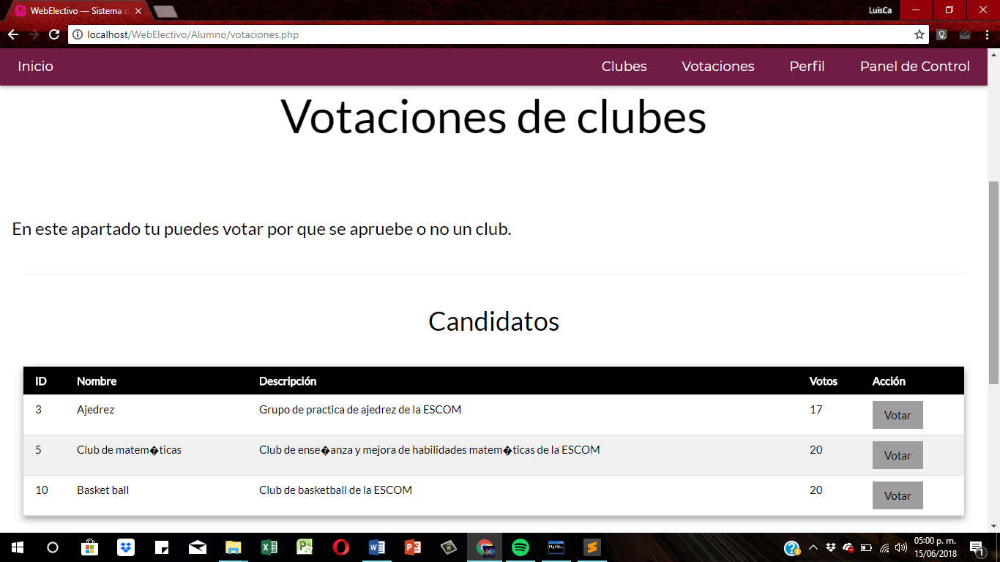 WebElectivo — Sistema d
LuisCa
localhost/WebElectivo/Alumno/votaciones.php
Inicio Clubes Votaciones Perfil Panel de Control
Votaciones de clubes
En este apartado tu puedes votar por que se apruebe o no un club.
Candidatos
ID Nombre Descripción Votos Acción
3 Ajedrez Grupo de practica de ajedrez de la ESCOM 17 Votar
5 Club de matem�ticas Club de ense�anza y mejora de habilidades matem�ticas de la ESCOM 20 Votar
10 Basket ball Club de basketball de la ESCOM 20 Votar
MySQL
05:00 p. m.
15/06/2018
1